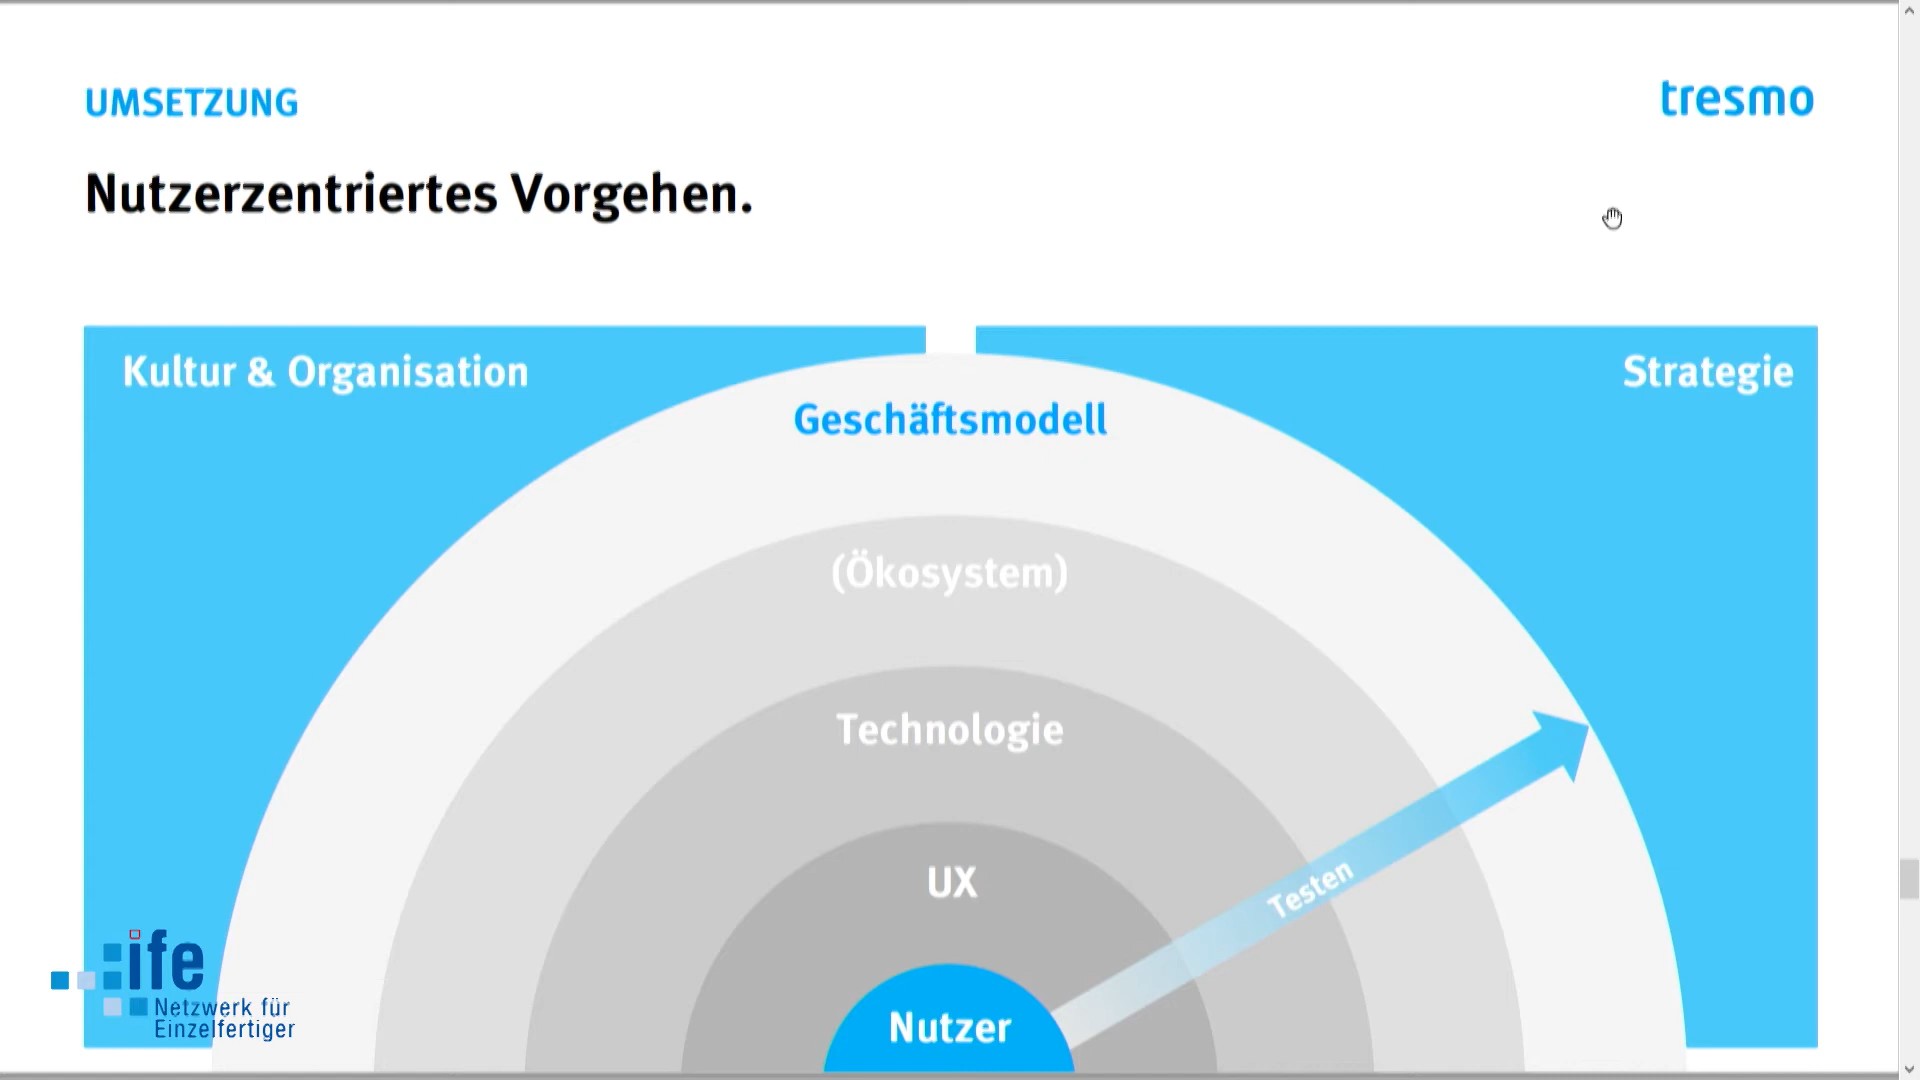 UMSETZUNG
tresmo
Nutzerzentriertes Vorgehen.
Kultur & Organisation
Strategie
Geschäftsmodell
(Ökosystem)
Technologie
UX
Testen
Nutzer
ife
Netzwerk für
Einzelfertiger